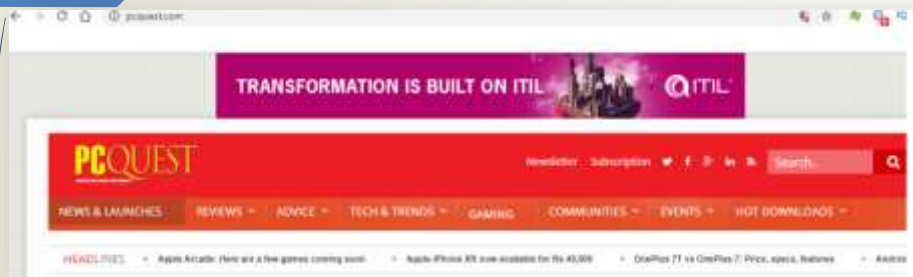 pcquest.com
TRANSFORMATION IS BUILT ON ITIL ITIL
PCQUEST
Newsletter Subscription Search...
NEWS & LAUNCHES REVIEWS ADVICE TECH & TRENDS GAMING COMMUNITIES EVENTS HOT DOWNLOADS
HEADLINES Apple Arcade: Here are a few games coming soon Apple iPhone XR now available for Rs OnePlus 7T vs OnePlus 7: Price, specs, features